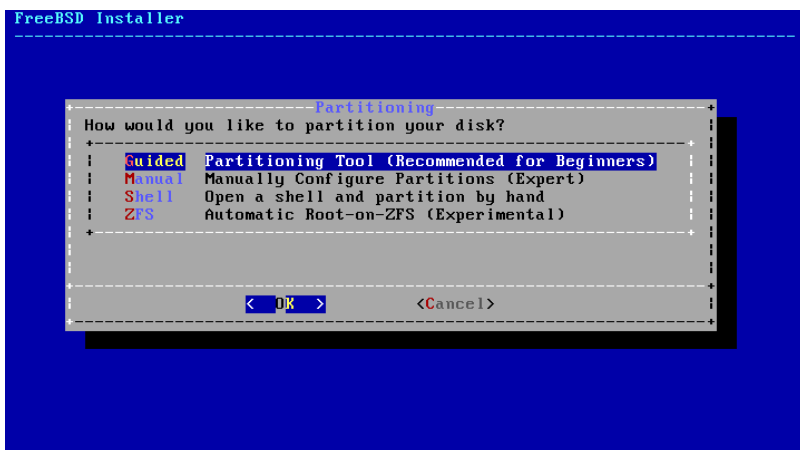 FreeBSD Installer
Partitioning
How would you like to partition your disk?
Guided Partitioning Tool (Recommended for Beginners)
Manual Manually Configure Partitions (Expert)
Shell Open a shell and partition by hand
ZFS Automatic Root-on-ZFS (Experimental)
< OK > <Cancel>